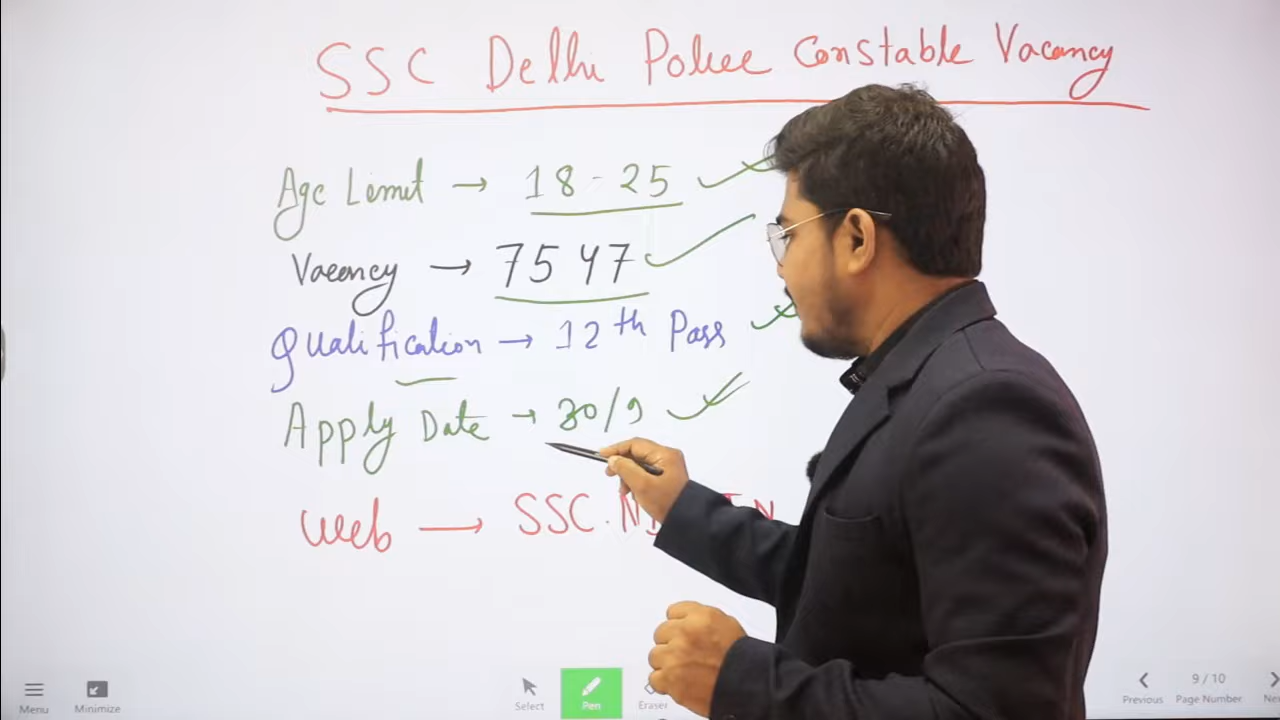 SSC Delhi Police Constable Vacancy
Age Limit → 18 - 25
Vacancy → 7547
Qualification → 12th Pass
Apply Date → 30/9
Web → SSC.
Menu
Minimize
Select
Pen
Eraser
Previous
9 / 10
Page Number